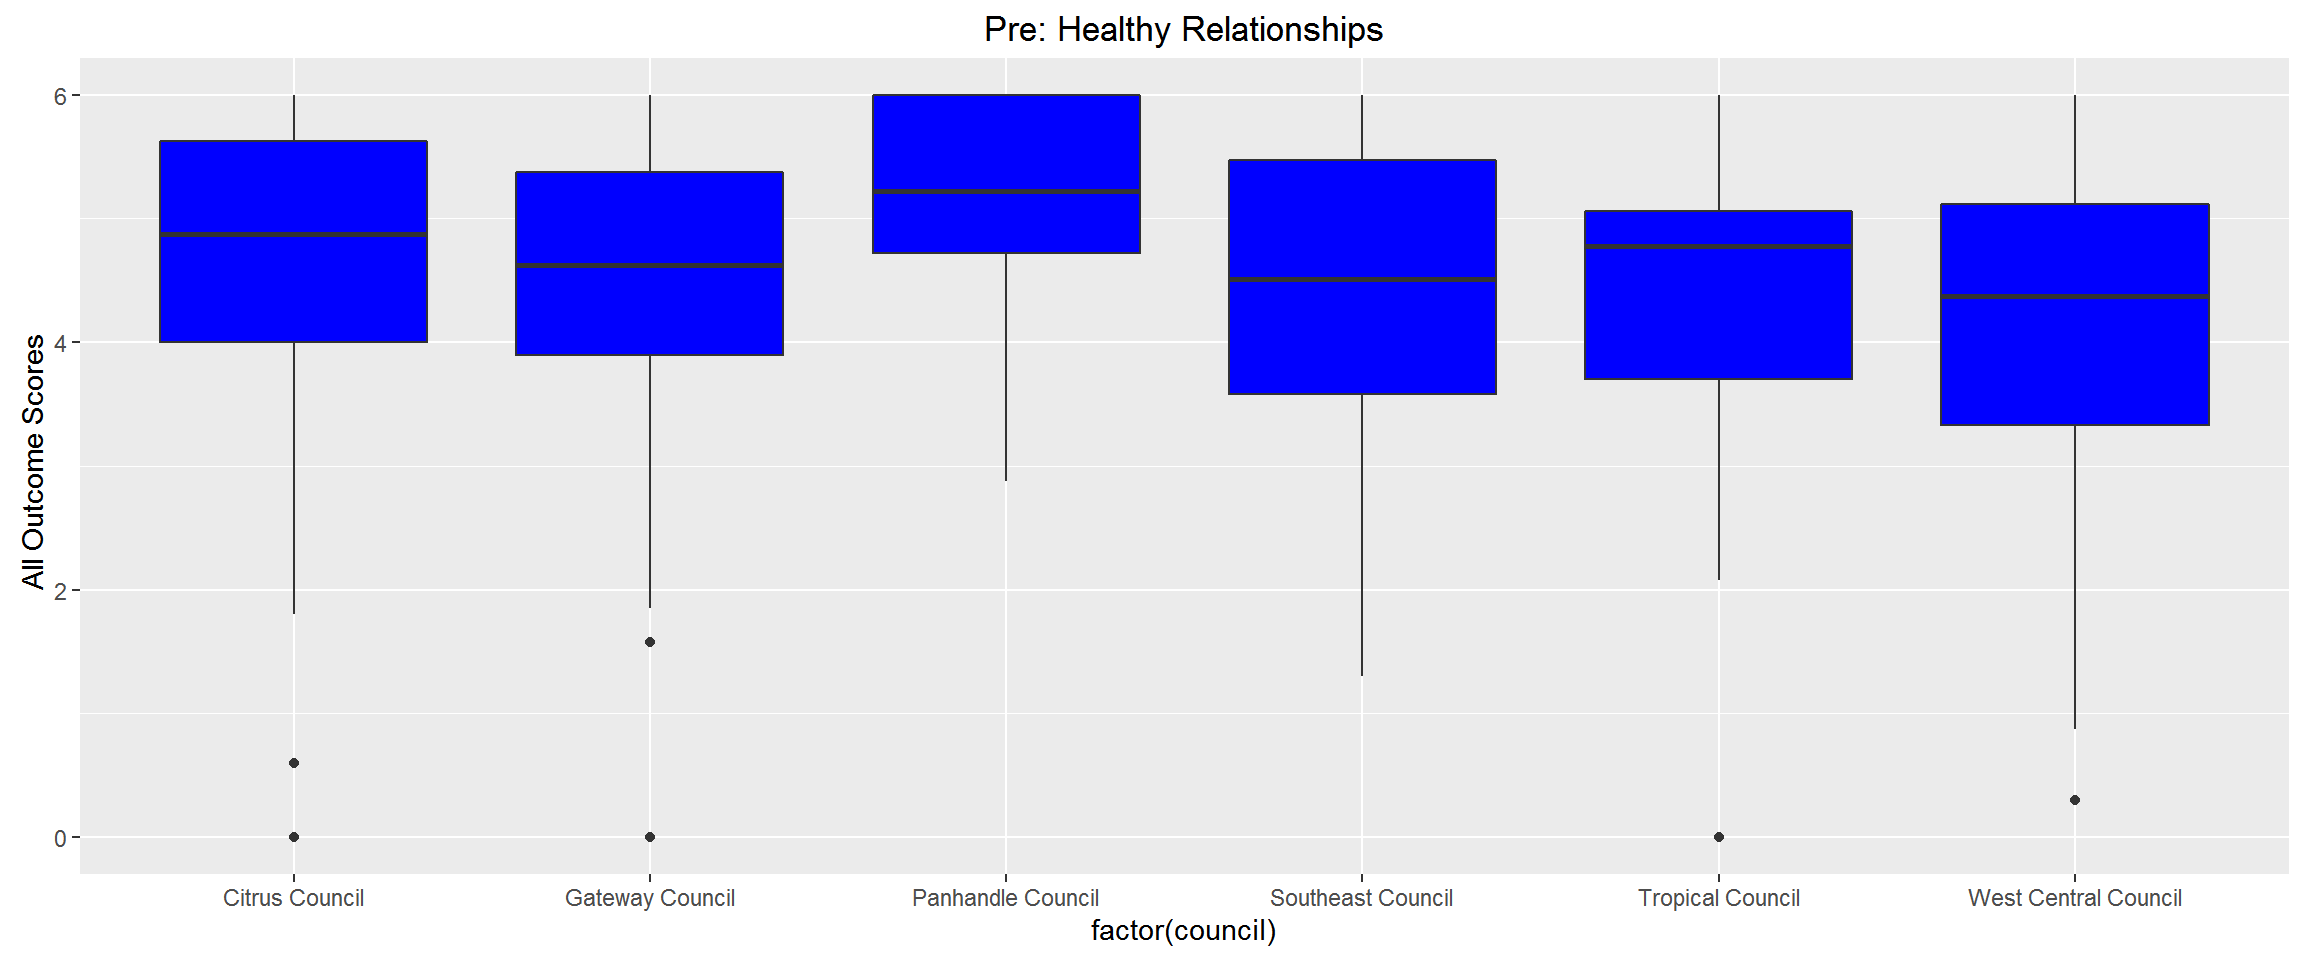 Pre: Healthy Relationships
All Outcome Scores
6
4
2
0
Citrus Council
Gateway Council
Panhandle Council
Southeast Council
Tropical Council
West Central Council
factor(council)